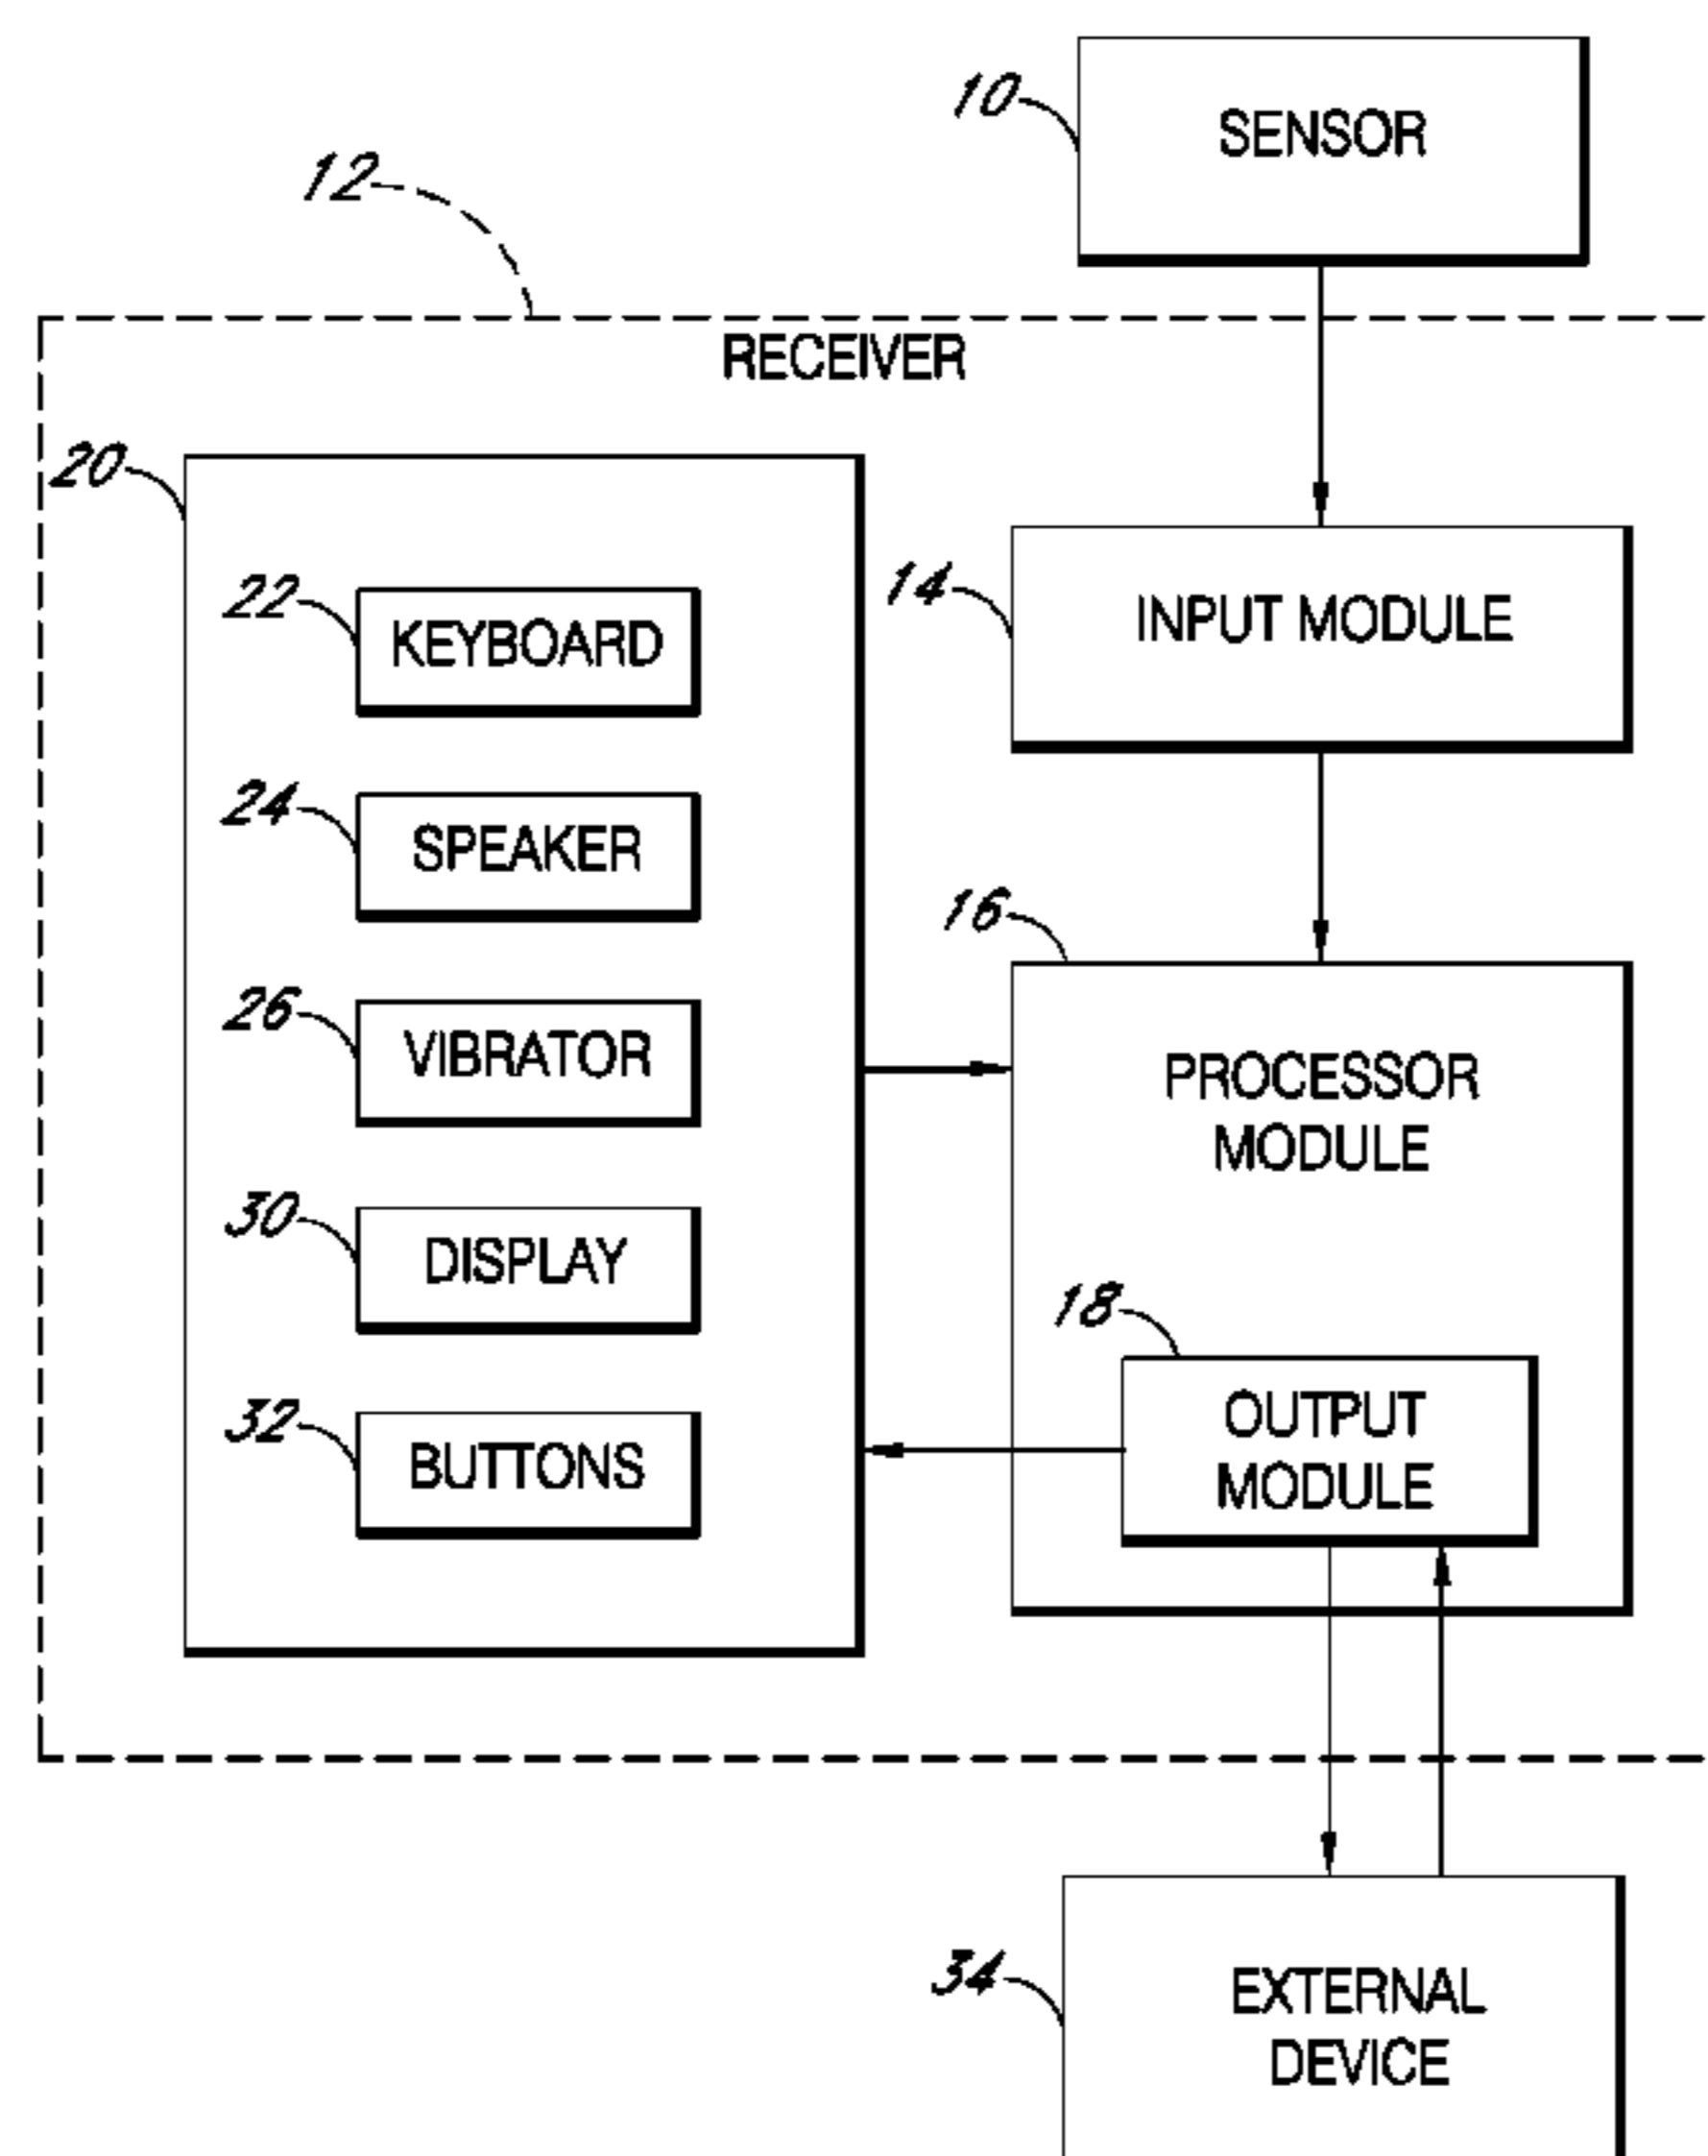 10
SENSOR
12
RECEIVER
20
22
KEYBOARD
14
INPUT MODULE
24
SPEAKER
16
26
VIBRATOR
PROCESSOR
MODULE
30
DISPLAY
18
32
BUTTONS
OUTPUT
MODULE
34
EXTERNAL
DEVICE